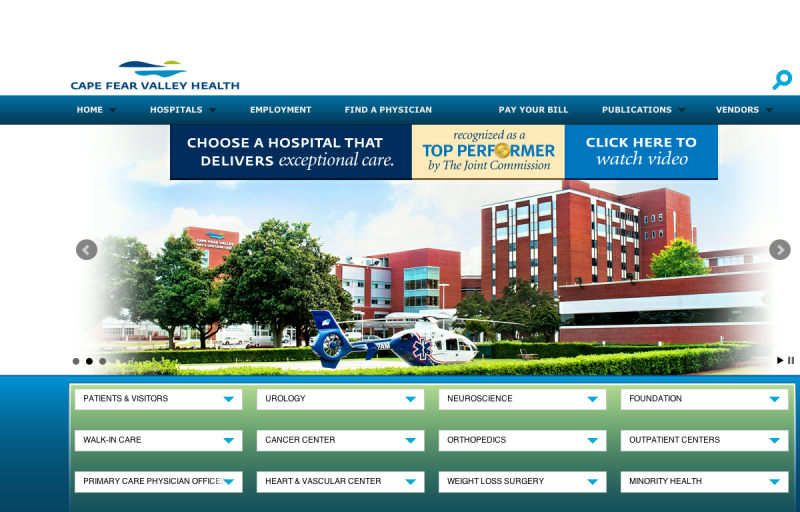 CAPE FEAR VALLEY HEALTH
HOME HOSPITALS EMPLOYMENT FIND A PHYSICIAN PAY YOUR BILL PUBLICATIONS VENDORS
CHOOSE A HOSPITAL THAT
DELIVERS exceptional care.
recognized as a
TOP PERFORMER
by The Joint Commission
CLICK HERE TO
watch video
CAPE FEAR VALLEY
PATIENTS & VISITORS UROLOGY NEUROSCIENCE FOUNDATION
WALK-IN CARE CANCER CENTER ORTHOPEDICS OUTPATIENT CENTERS
PRIMARY CARE PHYSICIAN OFFICES HEART & VASCULAR CENTER WEIGHT LOSS SURGERY MINORITY HEALTH